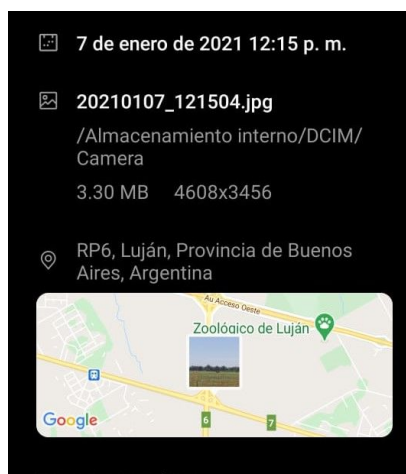 7 de enero de 2021 12:15 p. m.
20210107_121504.jpg
/Almacenamiento interno/DCIM/
Camera
3.30 MB 4608x3456
RP6, Luján, Provincia de Buenos
Aires, Argentina
Au Acceso Oeste
Zoológico de Luján
Google
6
7